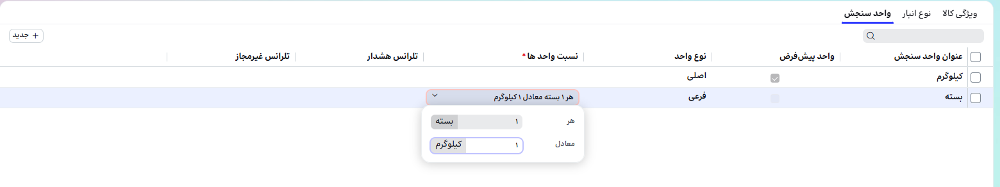 ویژگی کالا نوع انبار واحد سنجش
+ جدید
عنوان واحد سنجش واحد پیش‌فرض نوع واحد نسبت واحد ها * تلرانس هشدار تلرانس غیرمجاز
کیلوگرم اصلی
بسته فرعی هر ۱ بسته معادل ۱ کیلوگرم
هر ۱ بسته
معادل ۱ کیلوگرم